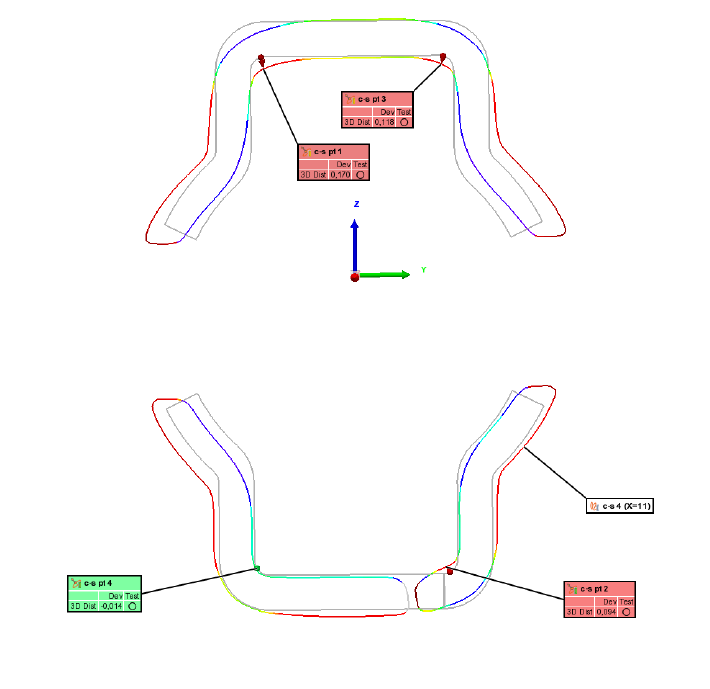 c-s pt 3
Dev Test
3D Dist 0,118
c-s pt 1
Dev Test
3D Dist 0,170
Z
Y
c-s 4 (X=11)
c-s pt 4
Dev Test
3D Dist -0,014
c-s pt 2
Dev Test
3D Dist 0,094